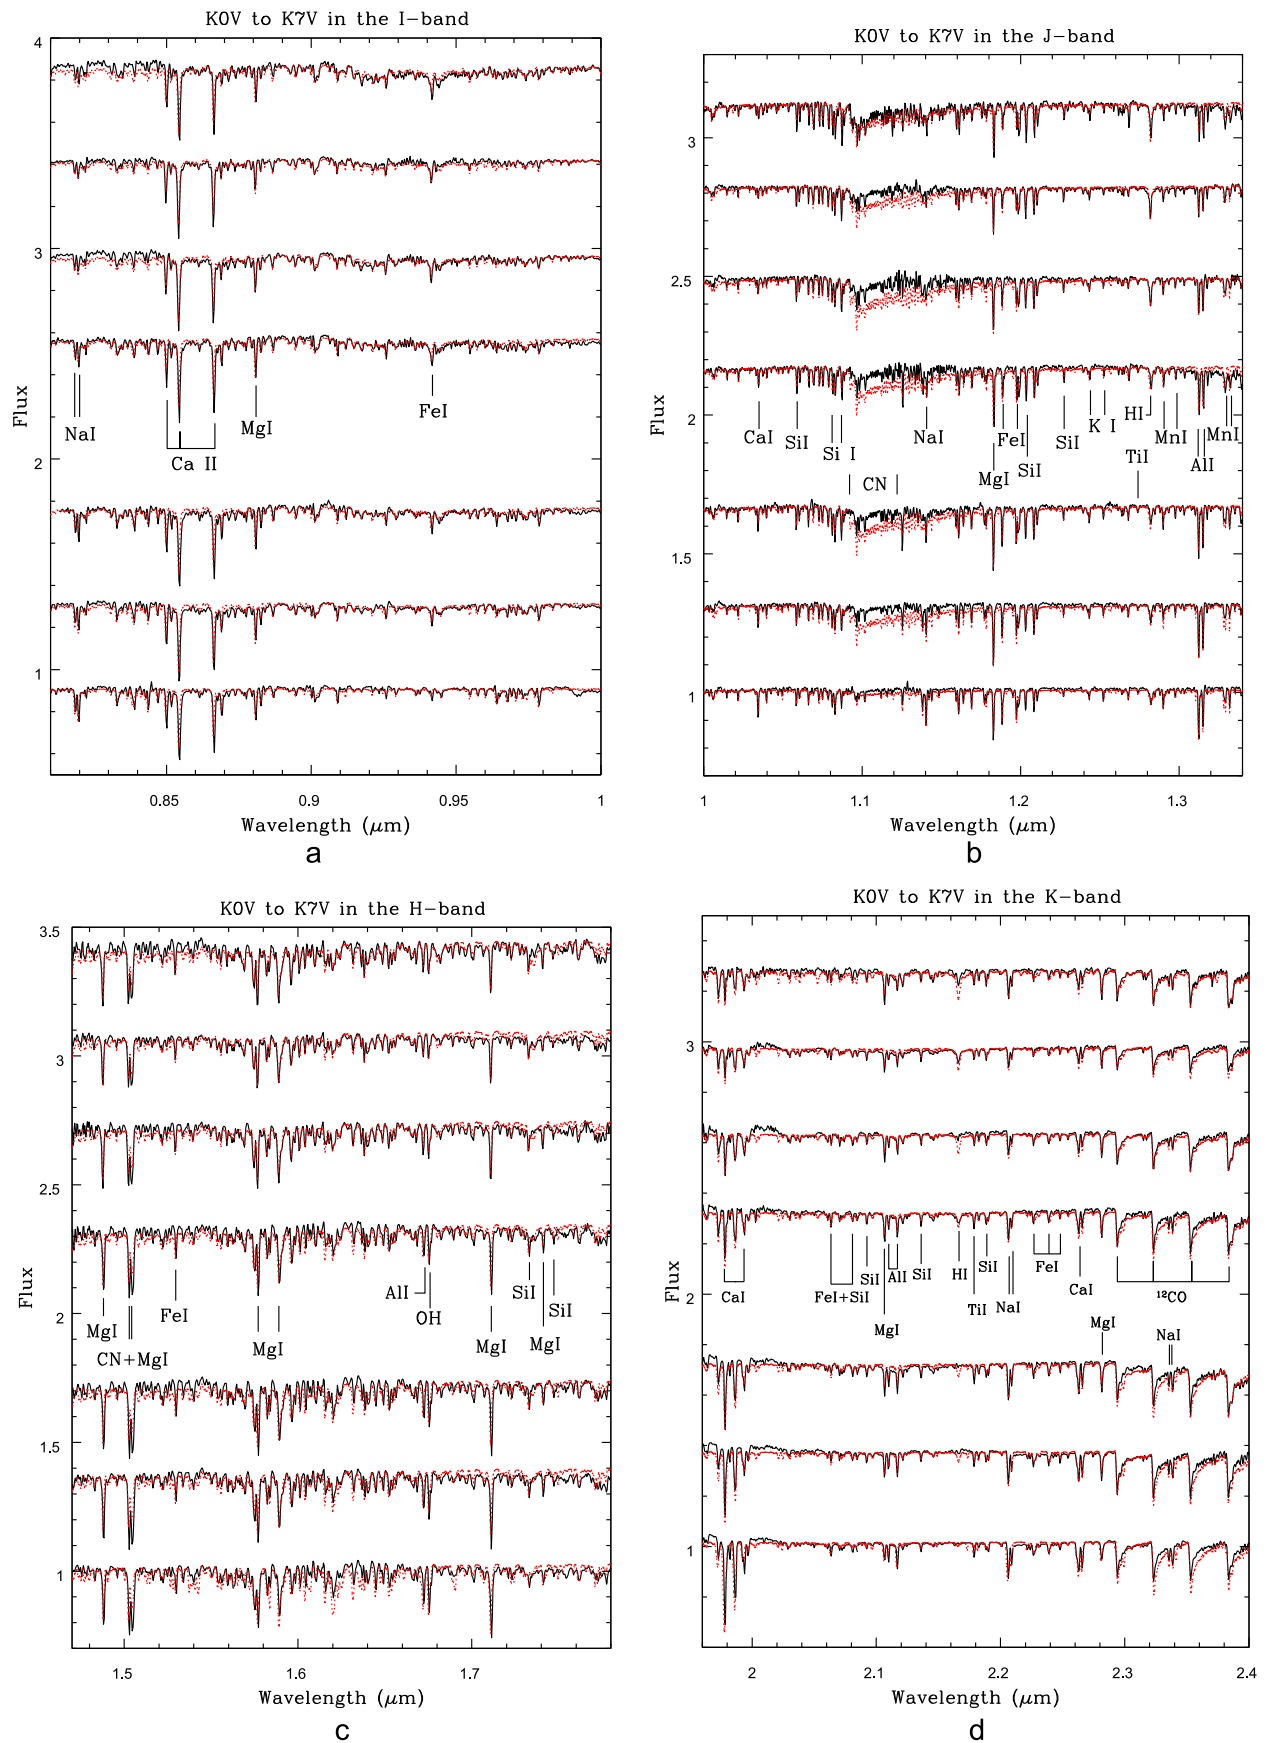 K0V to K7V in the I-band
4
3
2
1
Flux
NaI
Ca II
MgI
FeI
0.85
0.9
0.95
1
Wavelength (μm)
a
K0V to K7V in the J-band
3
2.5
2
1.5
1
Flux
CaI
SiI
Si I
NaI
FeI
SiI
K I
HI
MnI
MnI
CN
MgI
SiI
TiI
AlI
1
1.1
1.2
1.3
Wavelength (μm)
b
K0V to K7V in the H-band
3.5
3
2.5
2
1.5
1
Flux
MgI
FeI
CN+MgI
MgI
AlI
OH
MgI
SiI
SiI
MgI
1.5
1.6
1.7
Wavelength (μm)
c
K0V to K7V in the K-band
3
2
1
Flux
CaI
FeI+SiI
SiI
AlI
SiI
MgI
HI
SiI
TiI
NaI
FeI
CaI
¹²CO
MgI
NaI
2
2.1
2.2
2.3
2.4
Wavelength (μm)
d